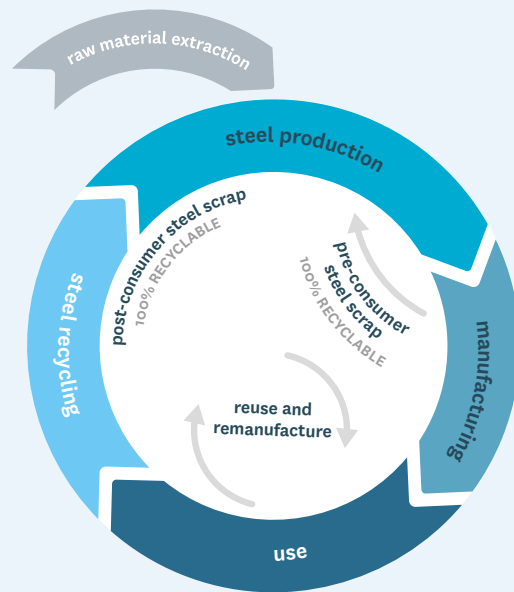 raw material extraction
steel production
post-consumer steel scrap
100% RECYCLABLE
pre-consumer
steel scrap
100% RECYCLABLE
manufacturing
steel recycling
reuse and
remanufacture
use